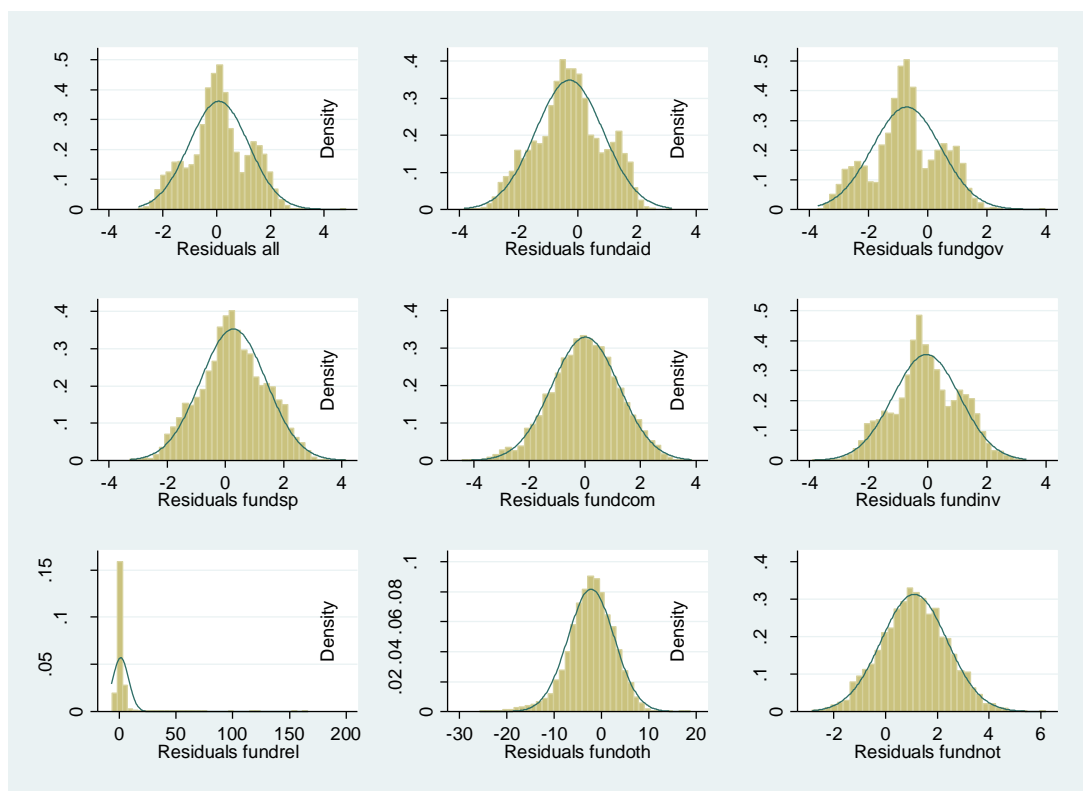 .5
.4
.3
.2
.1
0
Density
-4 -2 0 2 4
Residuals all
.4
.3
.2
.1
0
Density
-4 -2 0 2 4
Residuals fundaid
.5
.4
.3
.2
.1
0
-4 -2 0 2 4
Residuals fundgov
.4
.3
.2
.1
0
Density
-4 -2 0 2 4
Residuals fundsp
.4
.3
.2
.1
0
Density
-4 -2 0 2 4
Residuals fundcom
.5
.4
.3
.2
.1
0
-4 -2 0 2 4
Residuals fundinv
.15
.1
.05
0
Density
0 50 100 150 200
Residuals fundrel
.1
.08
.06
.04
.02
0
Density
-30 -20 -10 0 10 20
Residuals fundoth
.4
.3
.2
.1
0
-2 0 2 4 6
Residuals fundnot